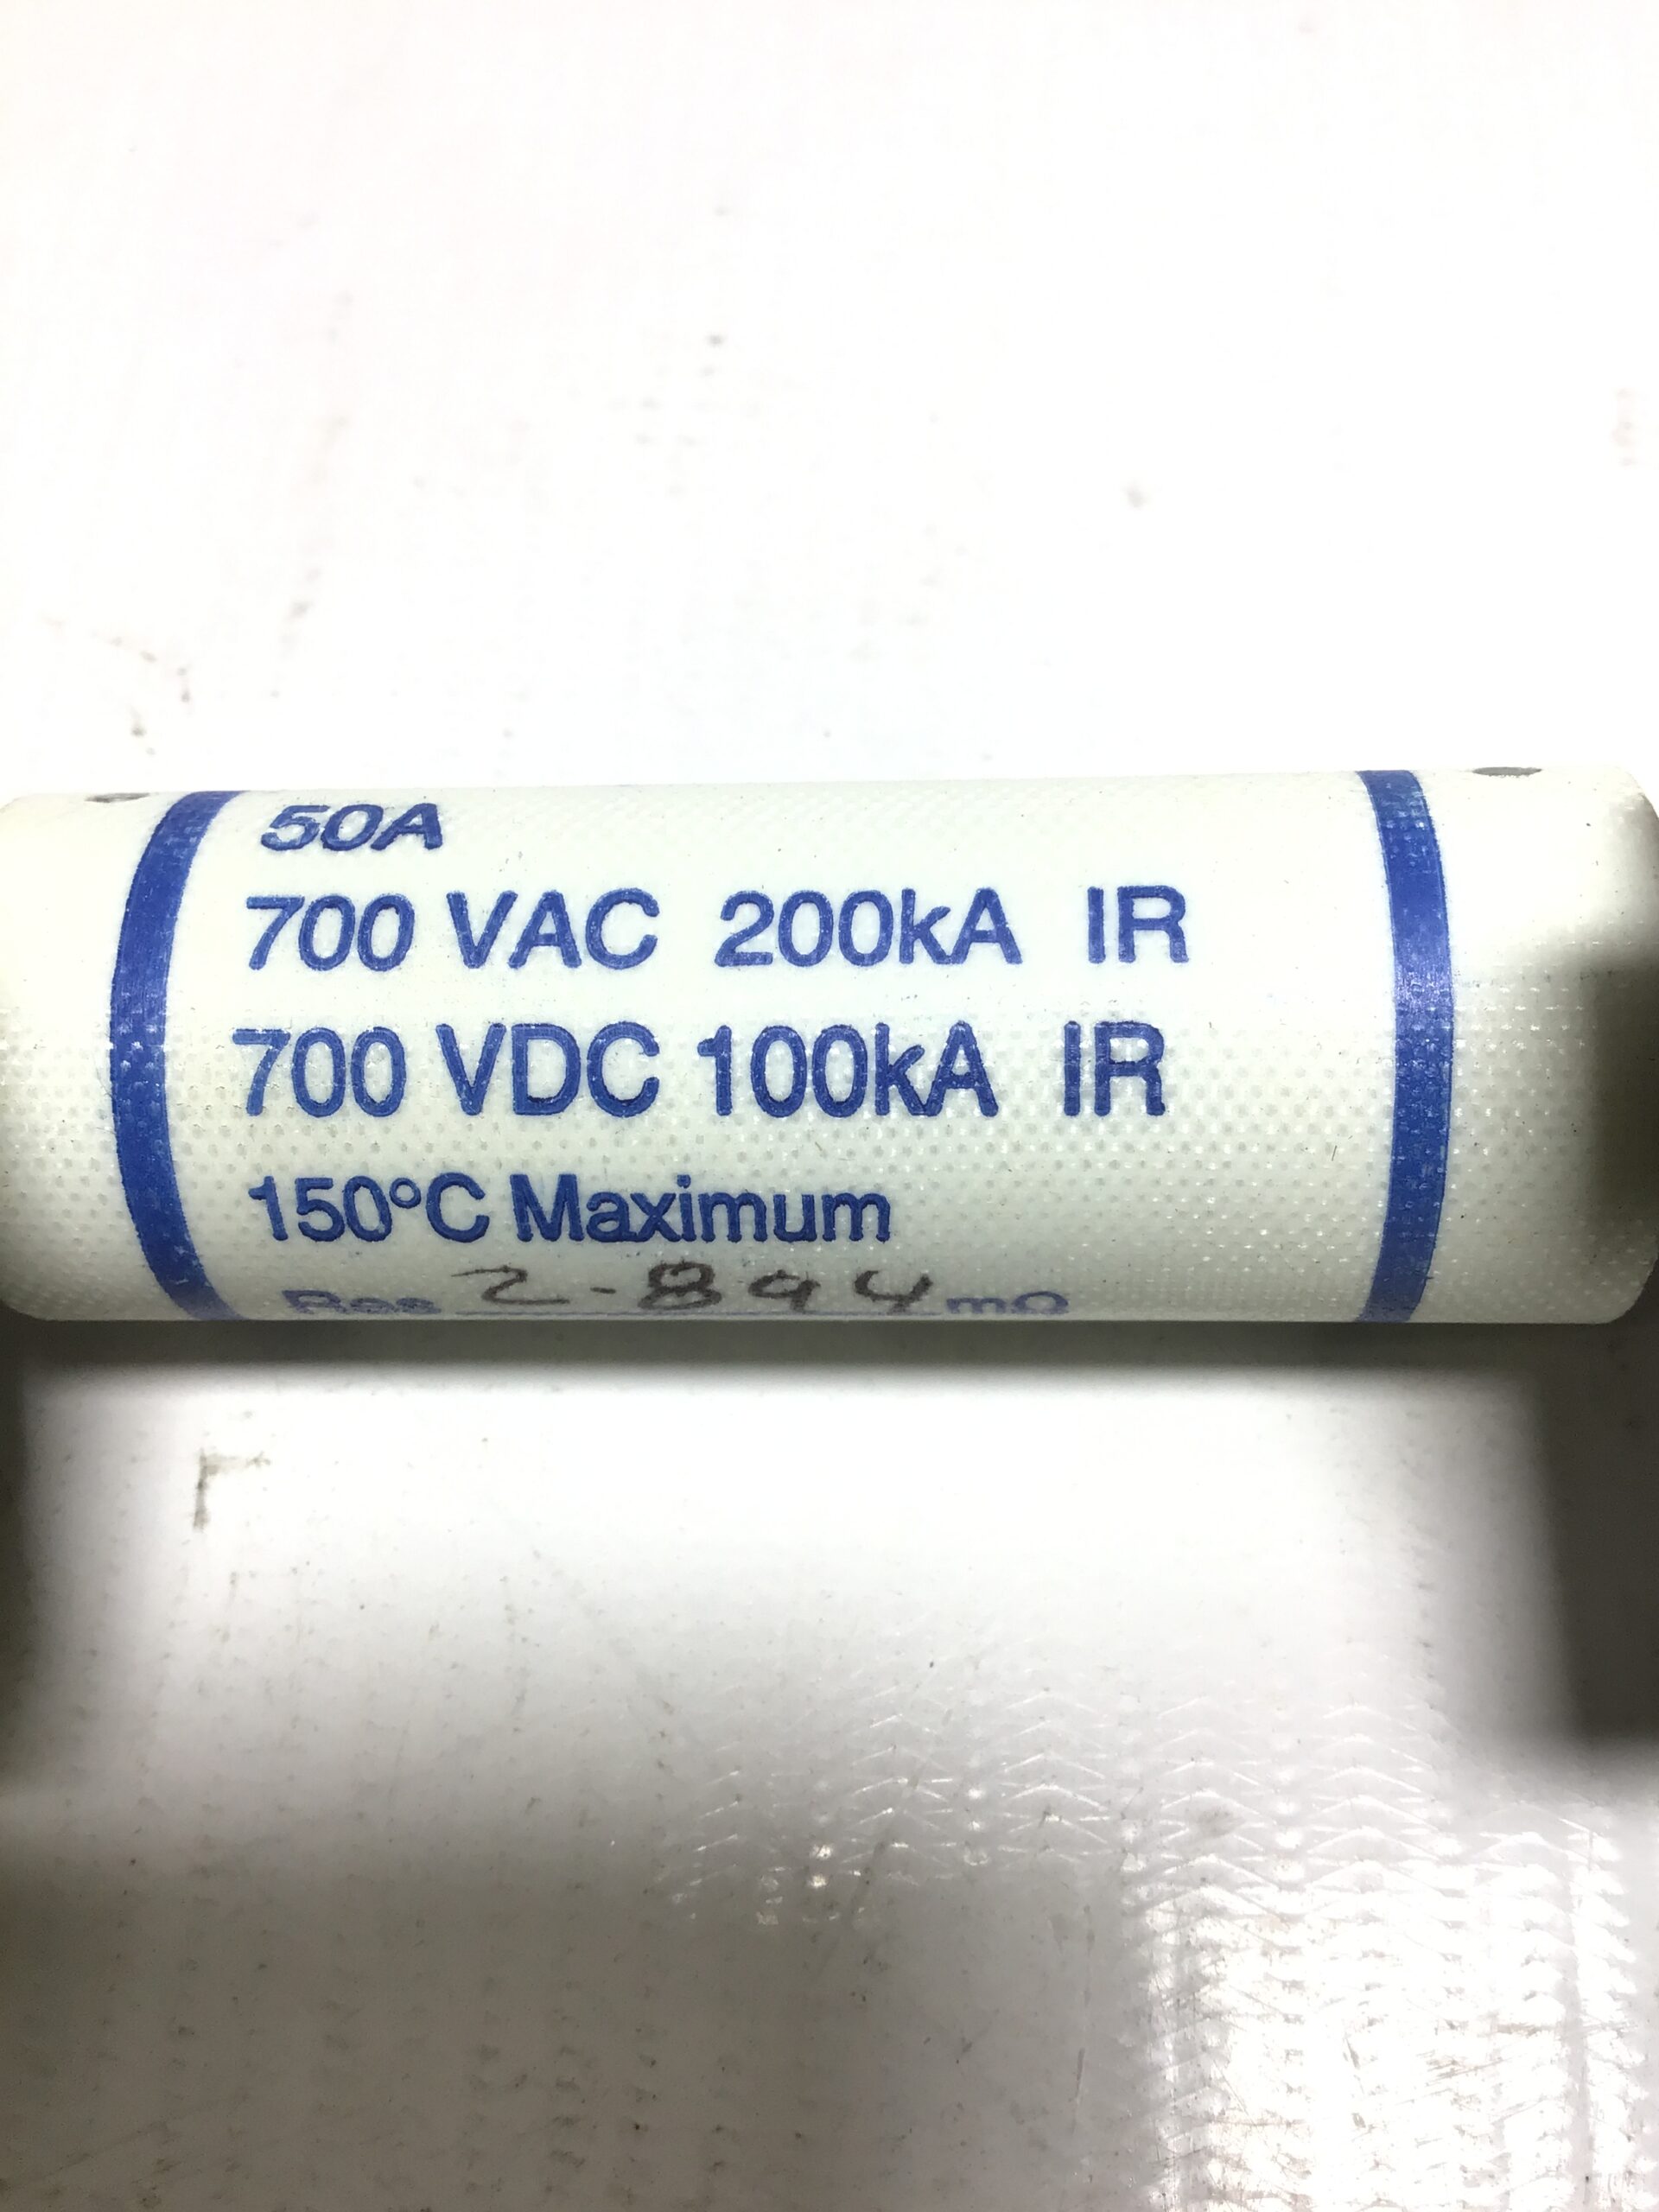 50A
700 VAC 200kA IR
700 VDC 100kA IR
150°C Maximum
Res 2.894 mΩ